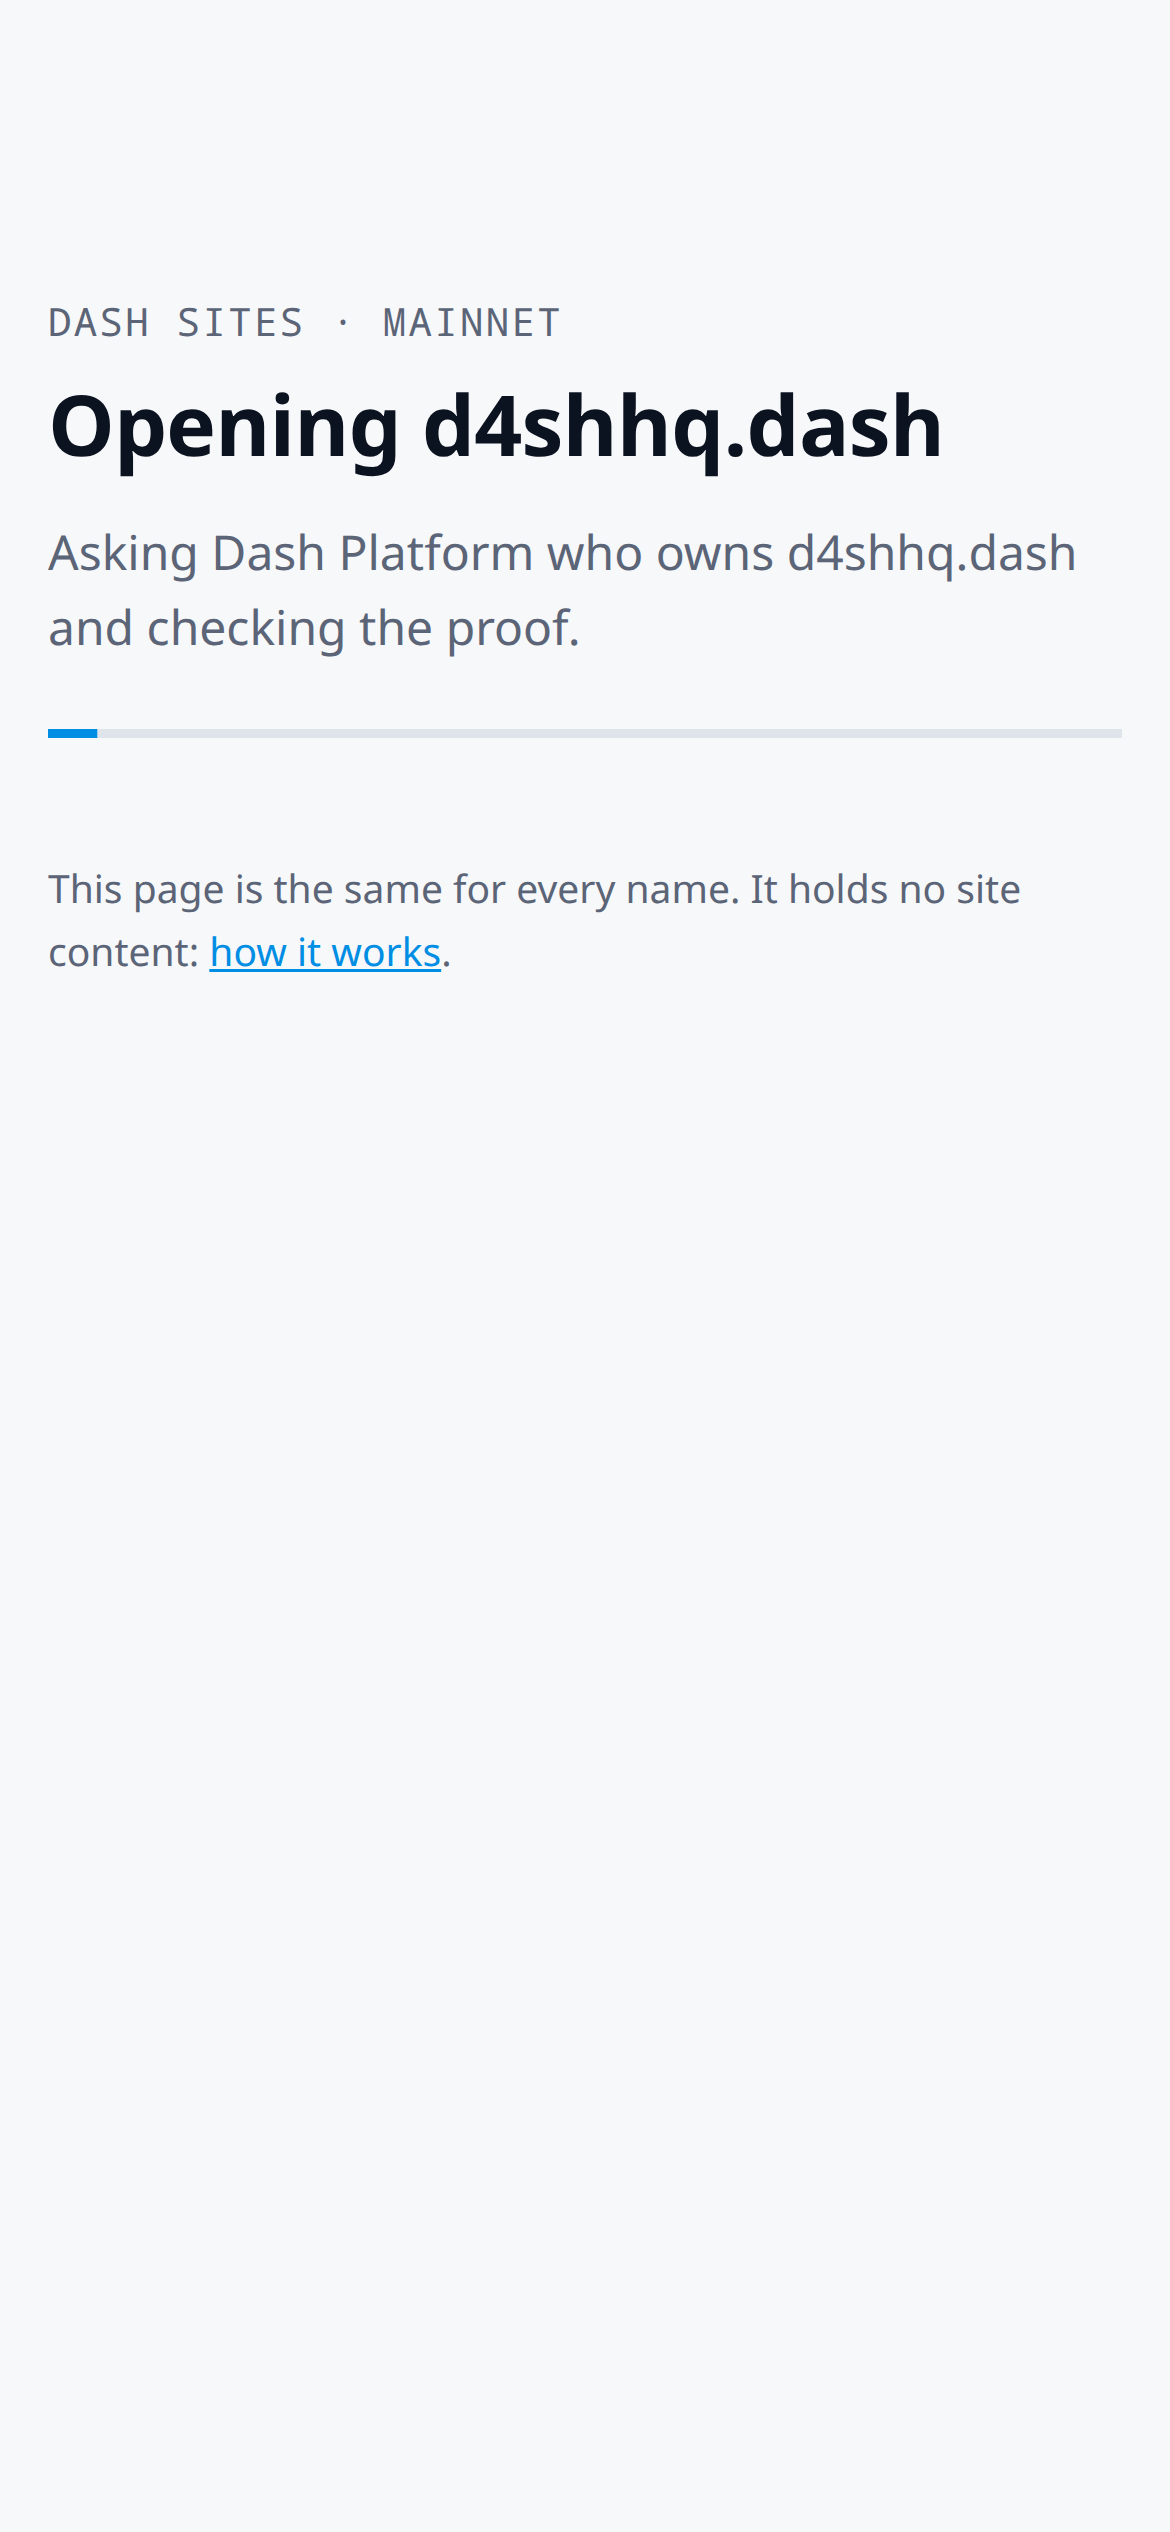 DASH SITES · MAINNET
Opening d4shhq.dash
Asking Dash Platform who owns d4shhq.dash
and checking the proof.
This page is the same for every name. It holds no site
content: how it works.